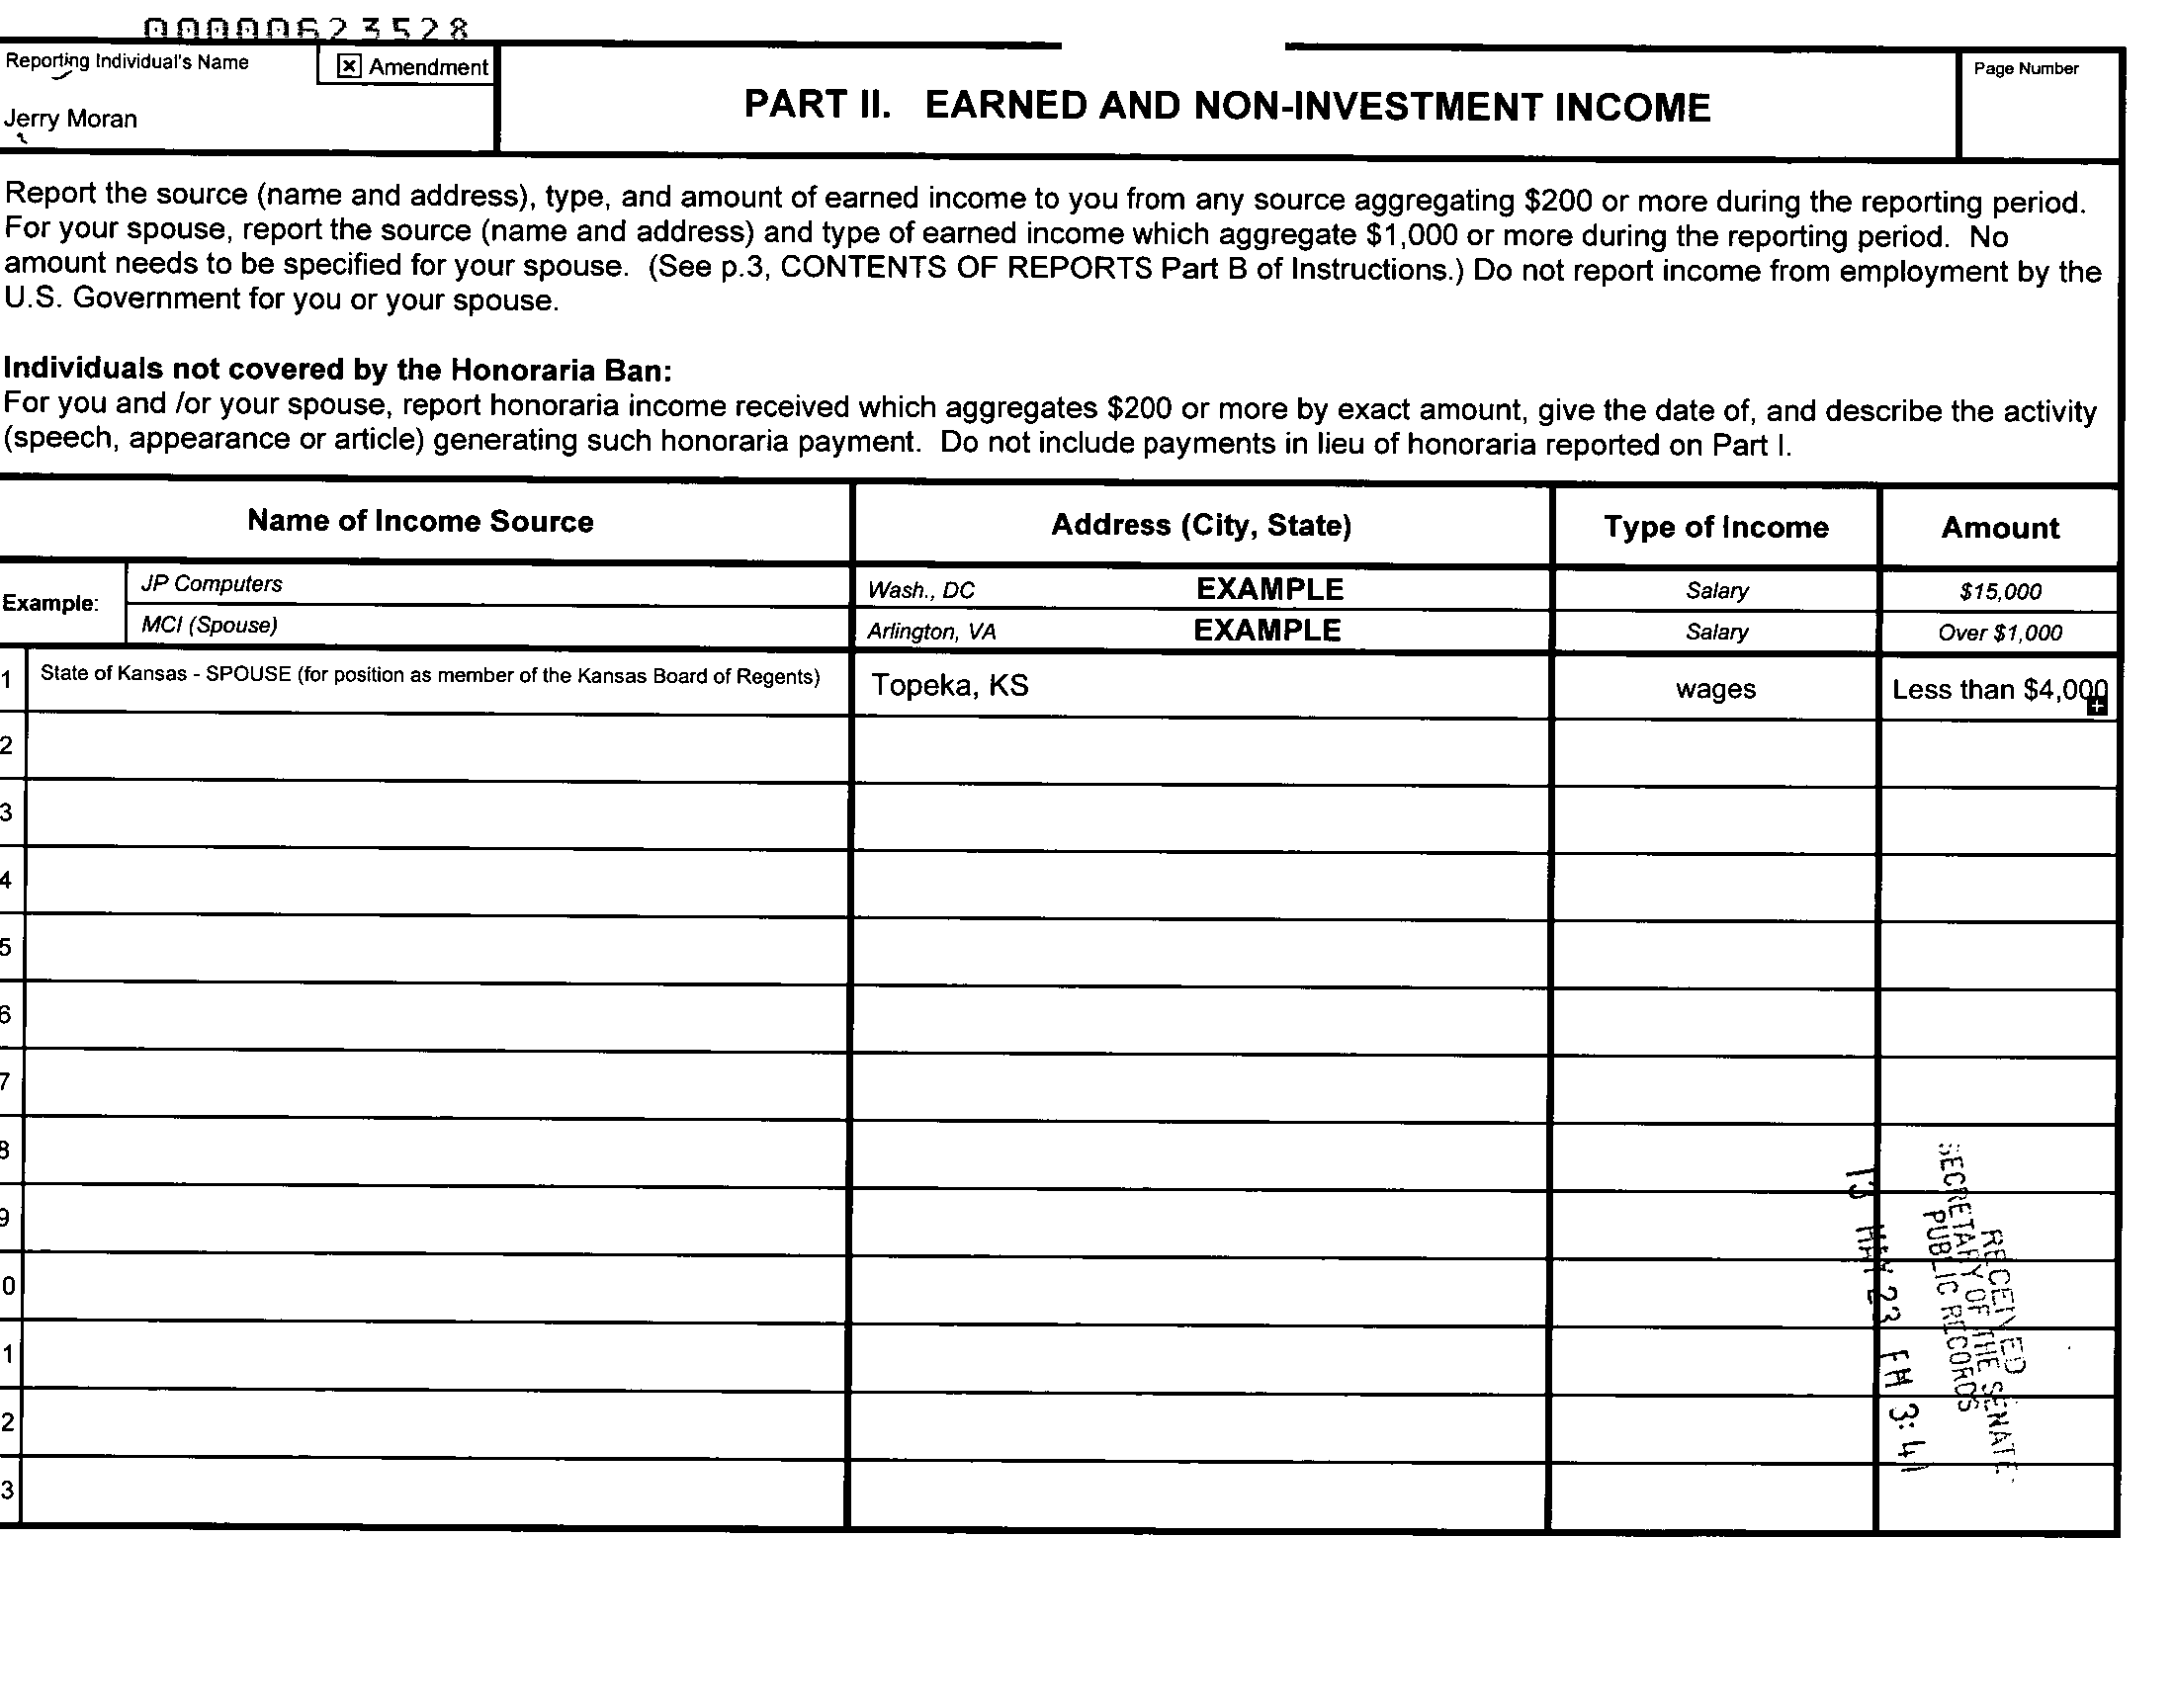 00000623528
Reporting Individual's Name
☒ Amendment
Jerry Moran
PART II. EARNED AND NON-INVESTMENT INCOME
Page Number
Report the source (name and address), type, and amount of earned income to you from any source aggregating $200 or more during the reporting period.
For your spouse, report the source (name and address) and type of earned income which aggregate $1,000 or more during the reporting period. No
amount needs to be specified for your spouse. (See p.3, CONTENTS OF REPORTS Part B of Instructions.) Do not report income from employment by the
U.S. Government for you or your spouse.
Individuals not covered by the Honoraria Ban:
For you and /or your spouse, report honoraria income received which aggregates $200 or more by exact amount, give the date of, and describe the activity
(speech, appearance or article) generating such honoraria payment. Do not include payments in lieu of honoraria reported on Part I.
Name of Income Source Address (City, State) Type of Income Amount
Example:
JP Computers Wash., DC EXAMPLE Salary $15,000
MCI (Spouse) Arlington, VA EXAMPLE Salary Over $1,000
1 State of Kansas - SPOUSE (for position as member of the Kansas Board of Regents) Topeka, KS wages Less than $4,000
2
3
4
5
6
7
8
9
0
1
2
3
RECEIVED
SECRETARY OF THE SENATE
PUBLIC RECORDS
13 MAY 23 PM 3:41